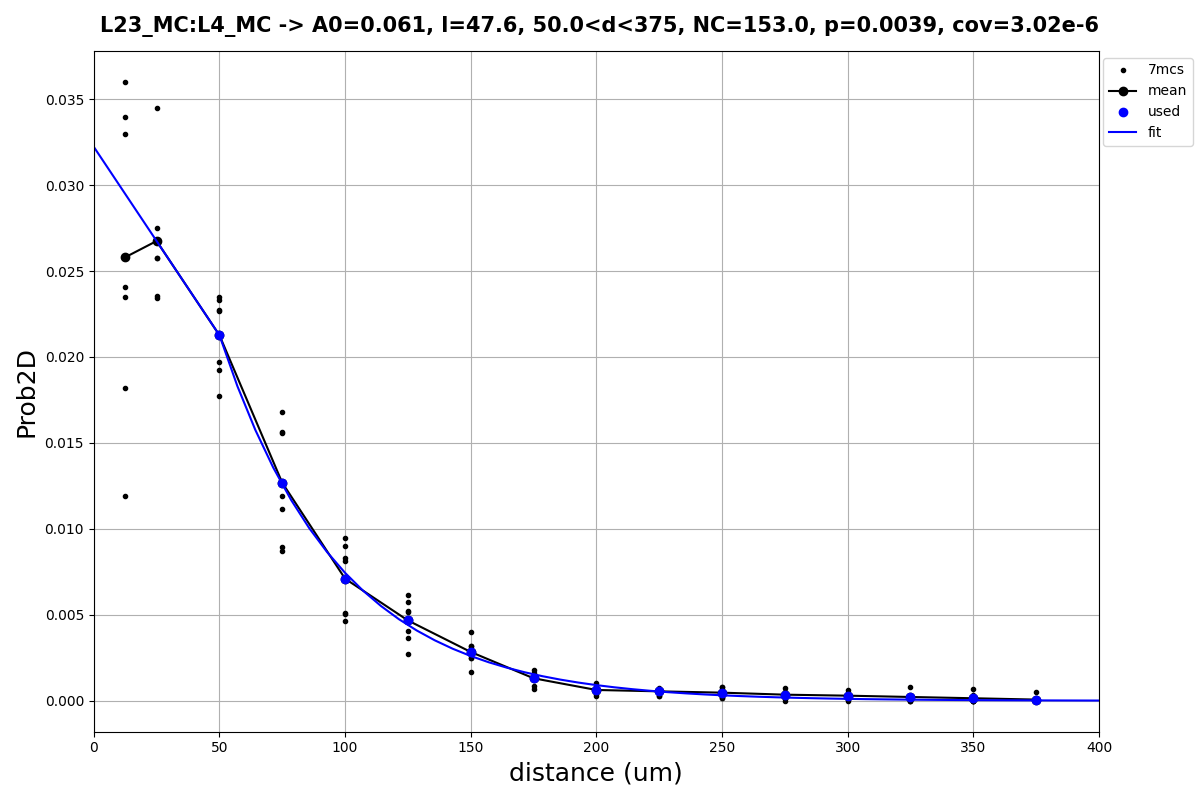 L23_MC:L4_MC -> A0=0.061, l=47.6, 50.0<d<375, NC=153.0, p=0.0039, cov=3.02e-6
7mcs
mean
used
fit
0.035
0.030
0.025
0.020
0.015
0.010
0.005
0.000
Prob2D
0 50 100 150 200 250 300 350 400
distance (um)